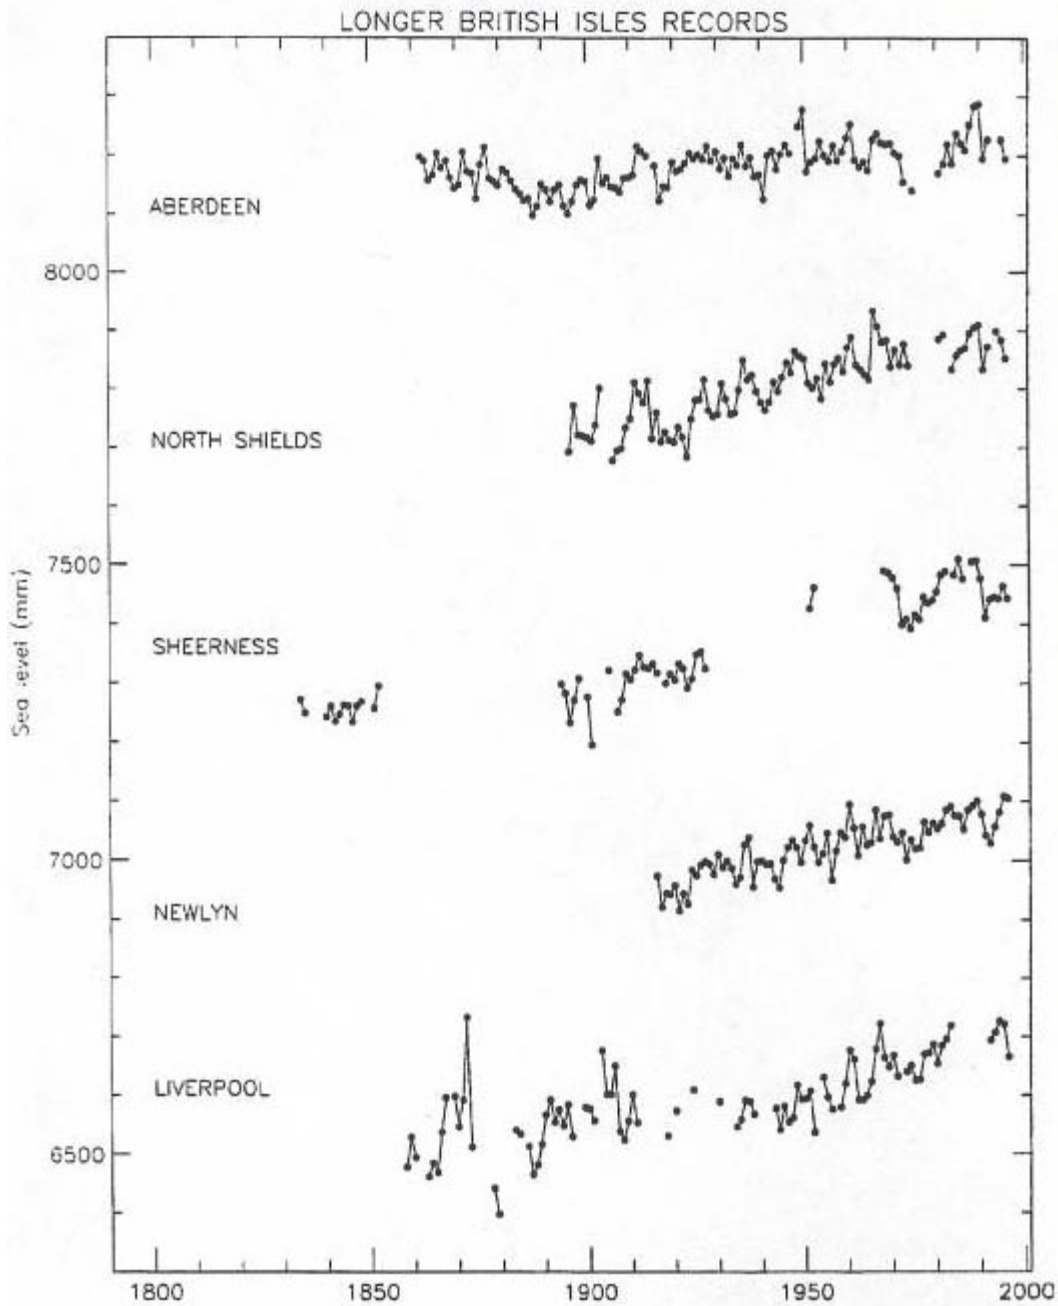 LONGER BRITISH ISLES RECORDS
ABERDEEN
8000
NORTH SHIELDS
7500
Sea level (mm)
SHEERNESS
7000
NEWLYN
LIVERPOOL
6500
1800 1850 1900 1950 2000